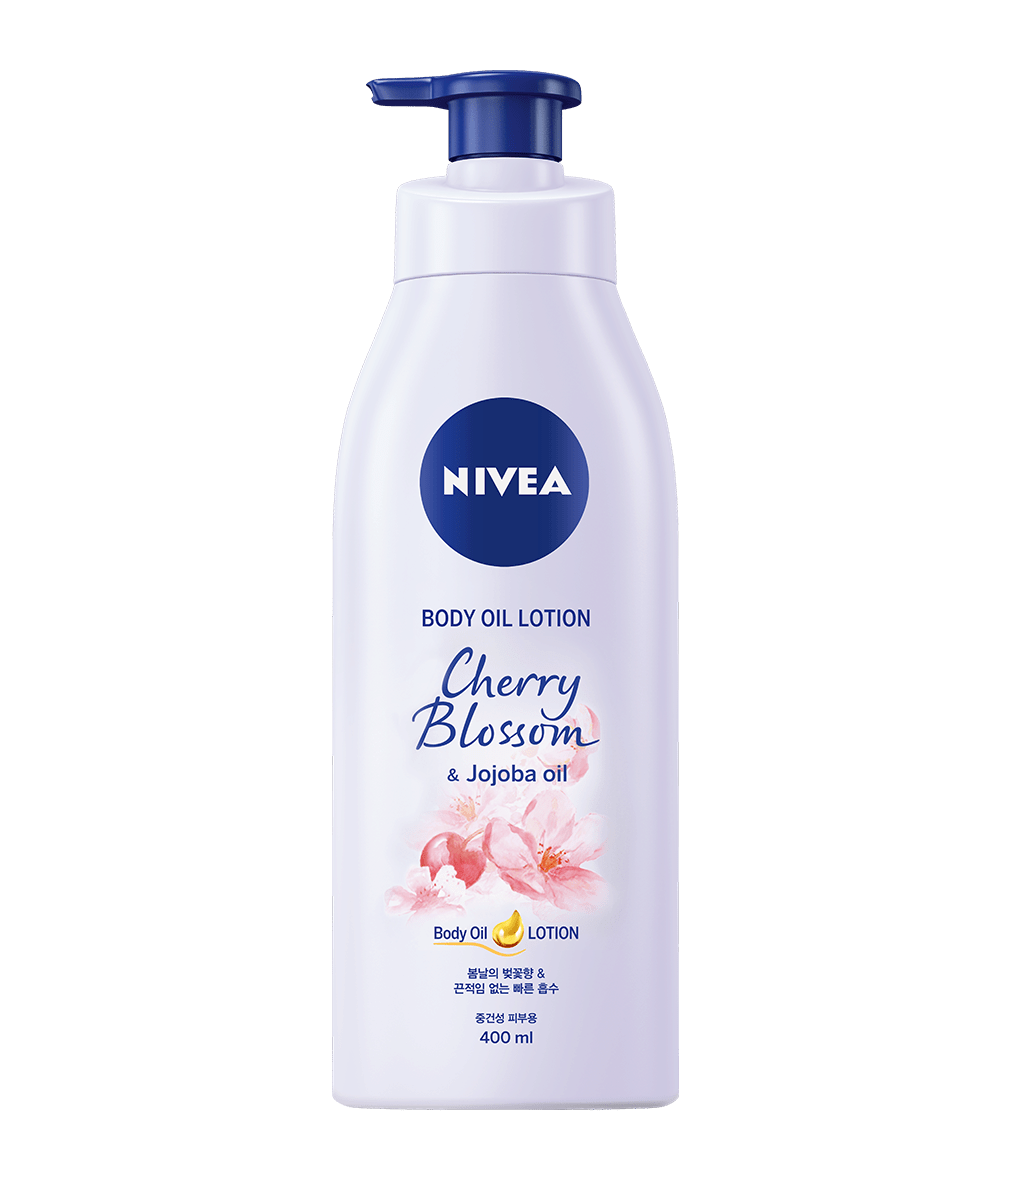 NIVEA
BODY OIL LOTION
Cherry
Blossom
& Jojoba oil
Body Oil LOTION
봄날의 벚꽃향 &
끈적임 없는 빠른 흡수
중건성 피부용
400 ml